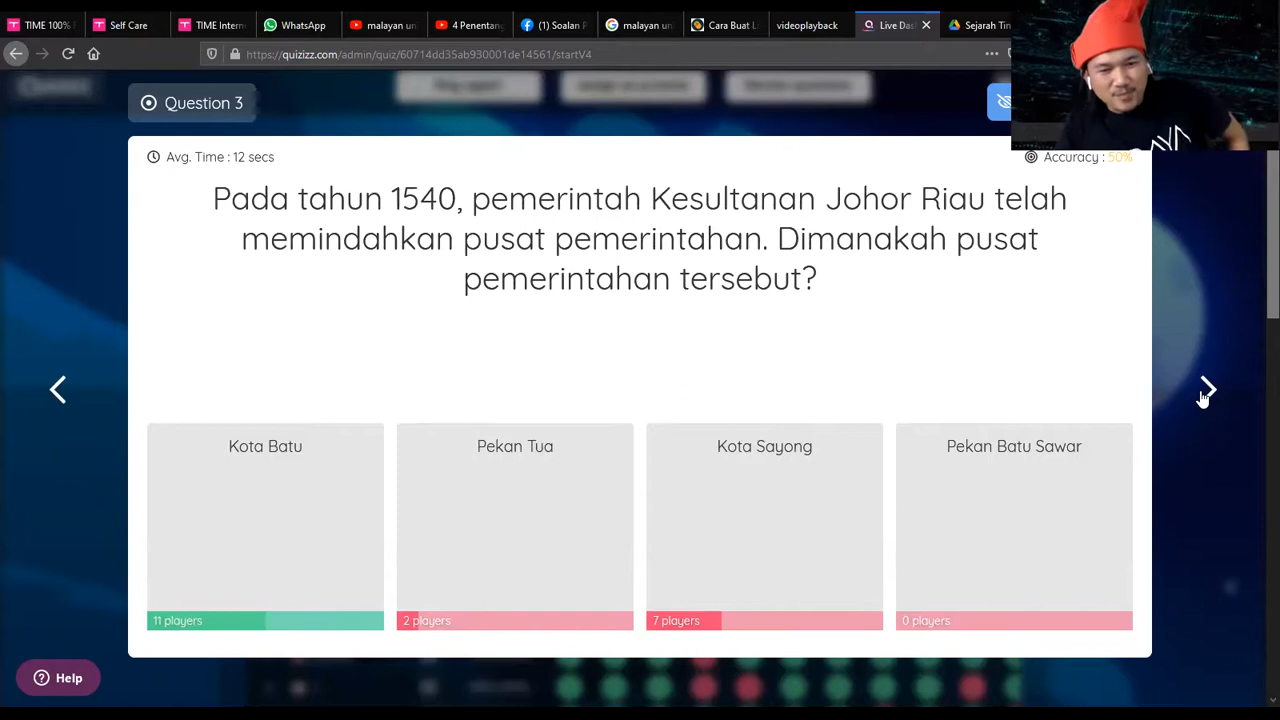 TIME 100%
Self Care
TIME Intern
WhatsApp
malayan un
4 Penentang
(1) Soalan P
malayan un
Cara Buat L
videoplayback
Live Das
Sejarah Tin
https://quizizz.com/admin/quiz/60714dd35ab930001de14561/startV4
Question 3
Avg. Time : 12 secs
Accuracy : 50%
Pada tahun 1540, pemerintah Kesultanan Johor Riau telah
memindahkan pusat pemerintahan. Dimanakah pusat
pemerintahan tersebut?
Kota Batu
Pekan Tua
Kota Sayong
Pekan Batu Sawar
11 players
2 players
7 players
0 players
Help